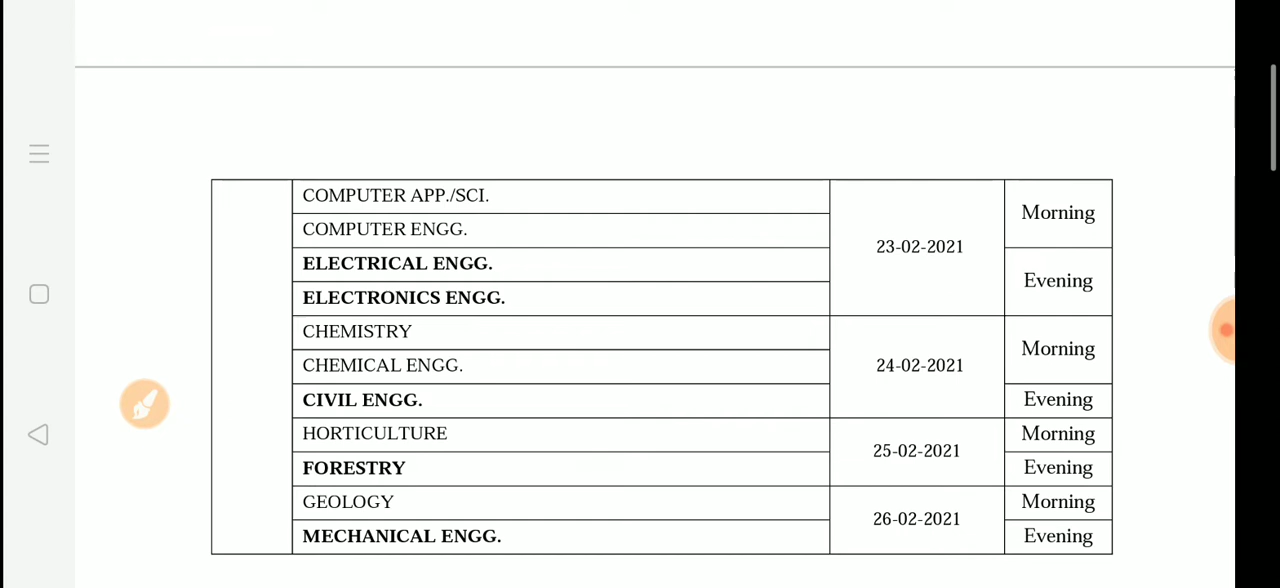 COMPUTER APP./SCI.
COMPUTER ENGG.
23-02-2021
Morning
ELECTRICAL ENGG.
ELECTRONICS ENGG.
Evening
CHEMISTRY
CHEMICAL ENGG.
24-02-2021
Morning
CIVIL ENGG.
Evening
HORTICULTURE
25-02-2021
Morning
FORESTRY
Evening
GEOLOGY
26-02-2021
Morning
MECHANICAL ENGG.
Evening